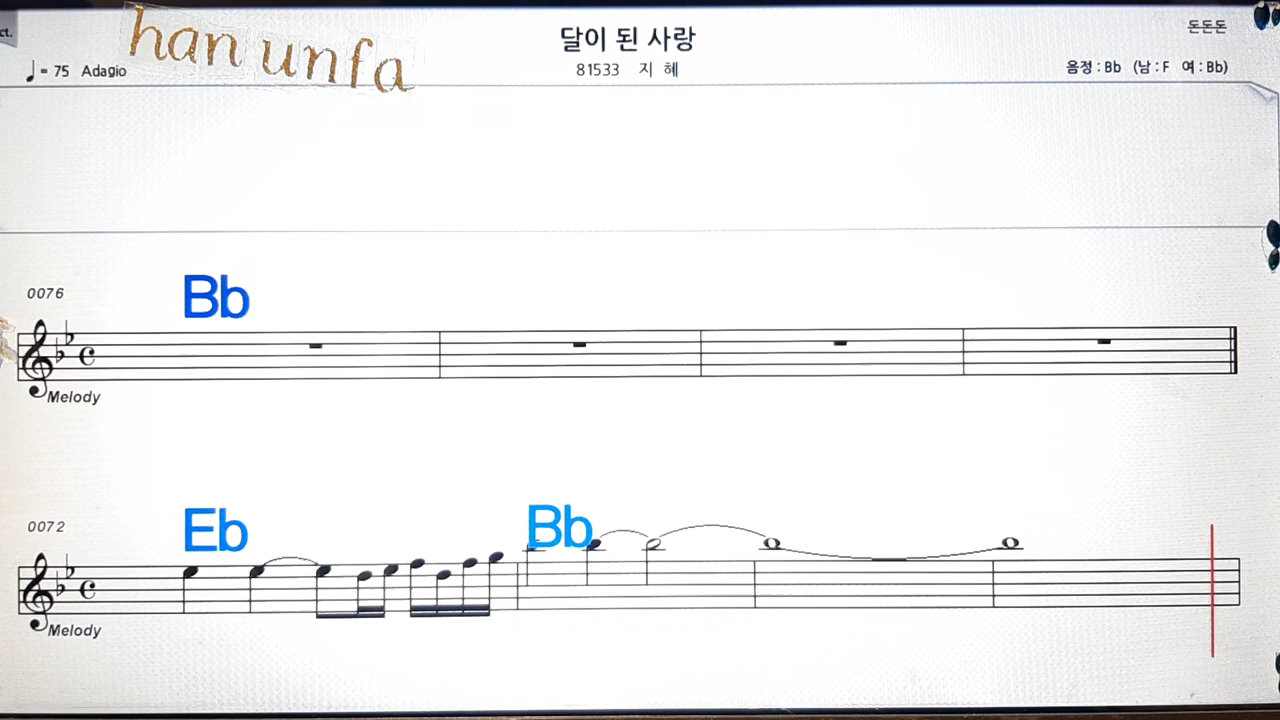 ct.
han unfa
달이 된 사랑
돈돈돈
♩= 75 Adagio
81533 지 혜
음정 : Bb (남 : F 여 : Bb)
0076
Bb
Melody
0072
Eb
Bb
Melody